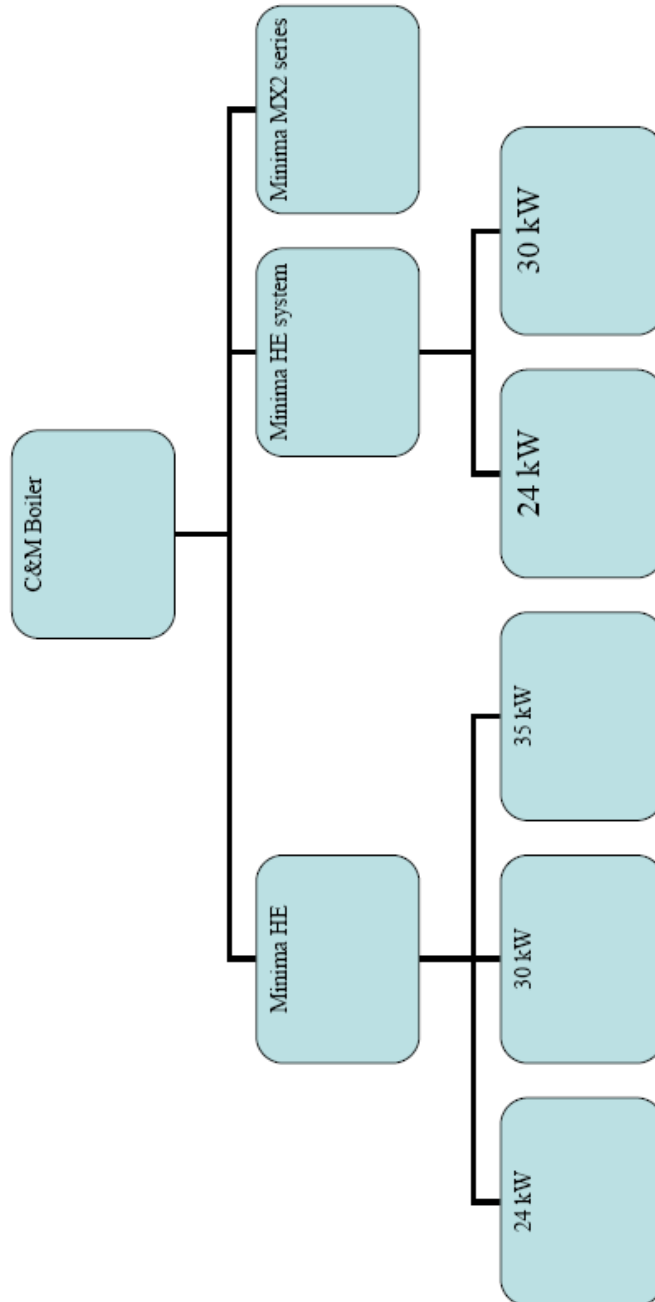 C&M Boiler
Minima HE
Minima HE system
Minima MX2 series
24 kW
30 kW
35 kW
24 kW
30 kW